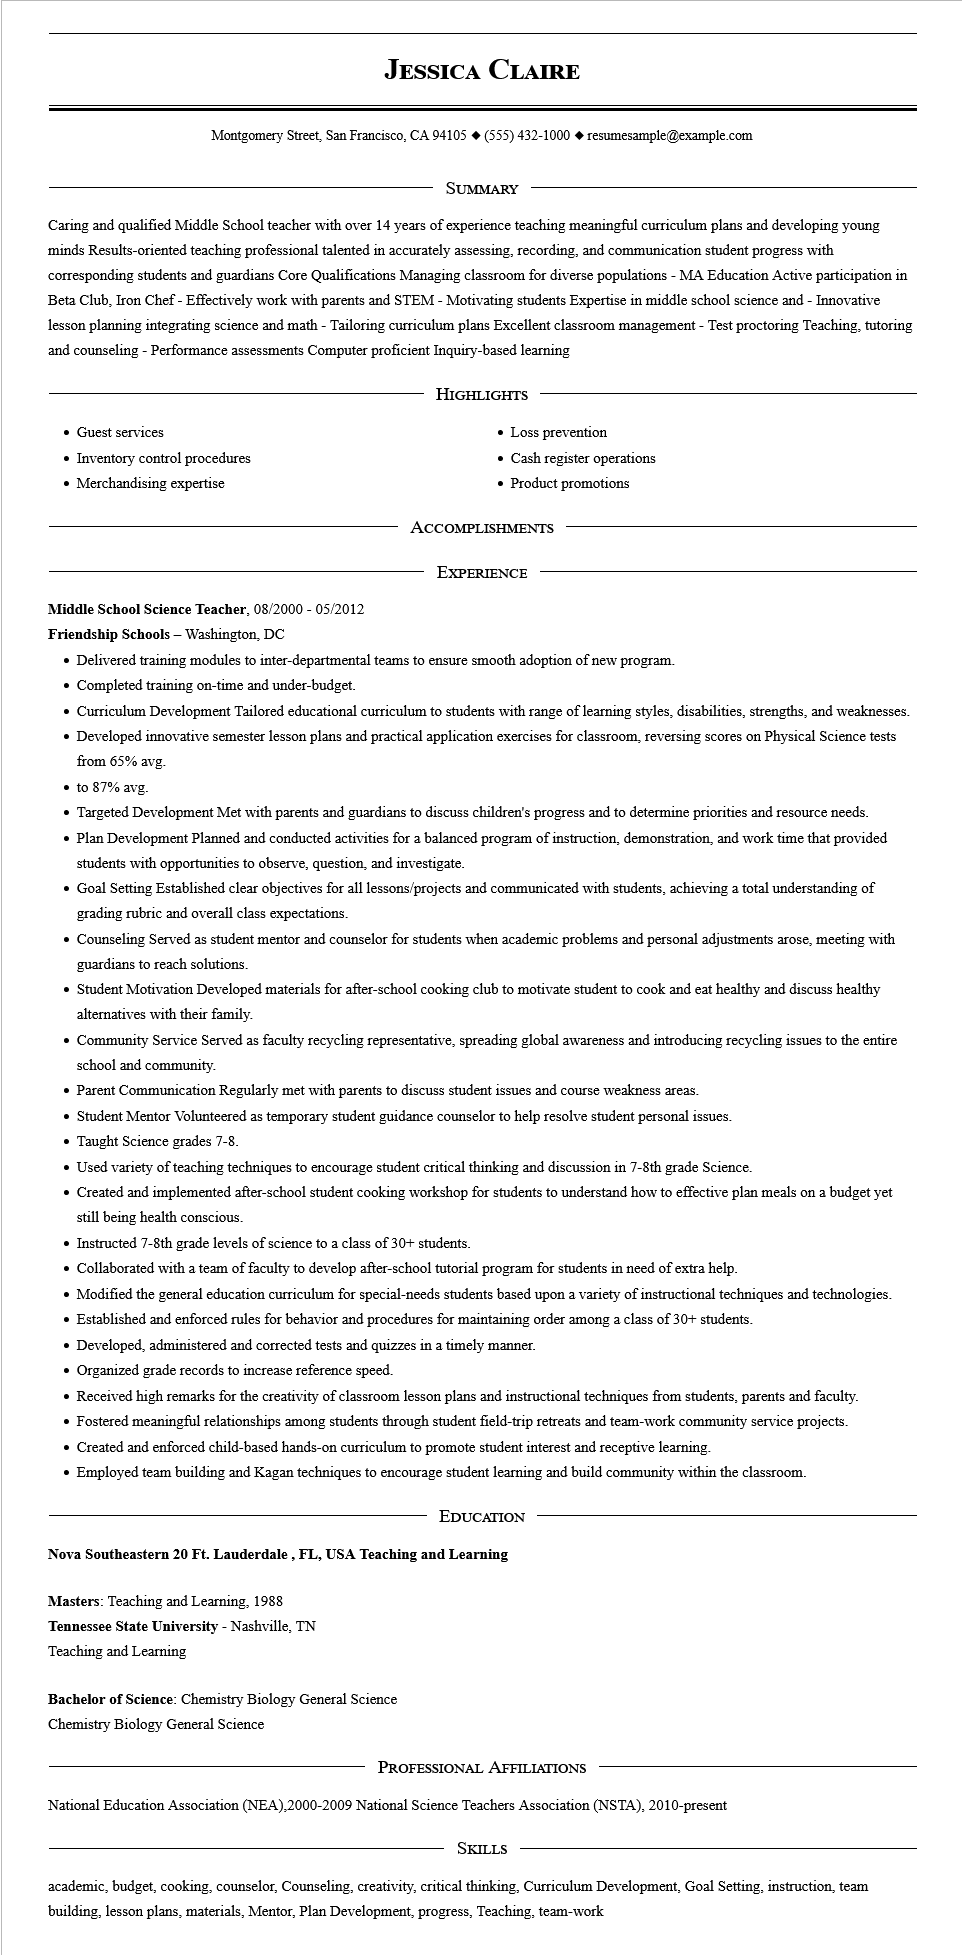 Jessica Claire
Montgomery Street, San Francisco, CA 94105 ◆ (555) 432-1000 ◆ resumesample@example.com
Summary
Caring and qualified Middle School teacher with over 14 years of experience teaching meaningful curriculum plans and developing young
minds Results-oriented teaching professional talented in accurately assessing, recording, and communication student progress with
corresponding students and guardians Core Qualifications Managing classroom for diverse populations - MA Education Active participation in
Beta Club, Iron Chef - Effectively work with parents and STEM - Motivating students Expertise in middle school science and - Innovative
lesson planning integrating science and math - Tailoring curriculum plans Excellent classroom management - Test proctoring Teaching, tutoring
and counseling - Performance assessments Computer proficient Inquiry-based learning
Highlights
• Guest services
• Inventory control procedures
• Merchandising expertise
• Loss prevention
• Cash register operations
• Product promotions
Accomplishments
Experience
Middle School Science Teacher, 08/2000 - 05/2012
Friendship Schools – Washington, DC
• Delivered training modules to inter-departmental teams to ensure smooth adoption of new program.
• Completed training on-time and under-budget.
• Curriculum Development Tailored educational curriculum to students with range of learning styles, disabilities, strengths, and weaknesses.
• Developed innovative semester lesson plans and practical application exercises for classroom, reversing scores on Physical Science tests
from 65% avg.
• to 87% avg.
• Targeted Development Met with parents and guardians to discuss children's progress and to determine priorities and resource needs.
• Plan Development Planned and conducted activities for a balanced program of instruction, demonstration, and work time that provided
students with opportunities to observe, question, and investigate.
• Goal Setting Established clear objectives for all lessons/projects and communicated with students, achieving a total understanding of
grading rubric and overall class expectations.
• Counseling Served as student mentor and counselor for students when academic problems and personal adjustments arose, meeting with
guardians to reach solutions.
• Student Motivation Developed materials for after-school cooking club to motivate student to cook and eat healthy and discuss healthy
alternatives with their family.
• Community Service Served as faculty recycling representative, spreading global awareness and introducing recycling issues to the entire
school and community.
• Parent Communication Regularly met with parents to discuss student issues and course weakness areas.
• Student Mentor Volunteered as temporary student guidance counselor to help resolve student personal issues.
• Taught Science grades 7-8.
• Used variety of teaching techniques to encourage student critical thinking and discussion in 7-8th grade Science.
• Created and implemented after-school student cooking workshop for students to understand how to effective plan meals on a budget yet
still being health conscious.
• Instructed 7-8th grade levels of science to a class of 30+ students.
• Collaborated with a team of faculty to develop after-school tutorial program for students in need of extra help.
• Modified the general education curriculum for special-needs students based upon a variety of instructional techniques and technologies.
• Established and enforced rules for behavior and procedures for maintaining order among a class of 30+ students.
• Developed, administered and corrected tests and quizzes in a timely manner.
• Organized grade records to increase reference speed.
• Received high remarks for the creativity of classroom lesson plans and instructional techniques from students, parents and faculty.
• Fostered meaningful relationships among students through student field-trip retreats and team-work community service projects.
• Created and enforced child-based hands-on curriculum to promote student interest and receptive learning.
• Employed team building and Kagan techniques to encourage student learning and build community within the classroom.
Education
Nova Southeastern 20 Ft. Lauderdale , FL, USA Teaching and Learning
Masters: Teaching and Learning, 1988
Tennessee State University - Nashville, TN
Teaching and Learning
Bachelor of Science: Chemistry Biology General Science
Chemistry Biology General Science
Professional Affiliations
National Education Association (NEA),2000-2009 National Science Teachers Association (NSTA), 2010-present
Skills
academic, budget, cooking, counselor, Counseling, creativity, critical thinking, Curriculum Development, Goal Setting, instruction, team
building, lesson plans, materials, Mentor, Plan Development, progress, Teaching, team-work